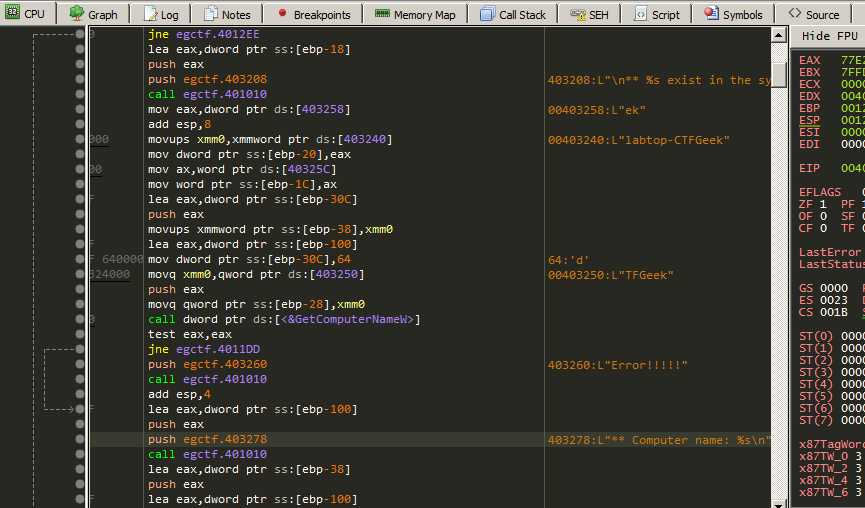 CPU Graph Log Notes Breakpoints Memory Map Call Stack SEH Script Symbols Source
Hide FPU
jne egctf.4012EE
lea eax,dword ptr ss:[ebp-18]
push eax
push egctf.403208 403208:L"\n** %s exist in the sy
call egctf.401010
mov eax,dword ptr ds:[403258] 00403258:L"ek"
add esp,8
000 movups xmm0,xmmword ptr ds:[403240] 00403240:L"labtop-CTFGeek"
mov dword ptr ss:[ebp-20],eax
00 mov ax,word ptr ds:[40325C]
mov word ptr ss:[ebp-1C],ax
F lea eax,dword ptr ss:[ebp-30C]
push eax
movups xmmword ptr ss:[ebp-38],xmm0
F lea eax,dword ptr ss:[ebp-100]
F 640000 mov dword ptr ss:[ebp-30C],64 64:'d'
324000 movq xmm0,qword ptr ds:[403250] 00403250:L"TFGeek"
push eax
movq qword ptr ss:[ebp-28],xmm0
0 call dword ptr ds:[<&GetComputerNameW>]
test eax,eax
jne egctf.4011DD
push egctf.403260 403260:L"Error!!!!!"
call egctf.401010
add esp,4
F lea eax,dword ptr ss:[ebp-100]
push eax
push egctf.403278 403278:L"** Computer name: %s\n"
call egctf.401010
lea eax,dword ptr ss:[ebp-38]
push eax
F lea eax,dword ptr ss:[ebp-100]
EAX 77E
EBX 7FF
ECX 000
EDX 004
EBP 001
ESP 001
ESI 000
EDI 000
EIP 004
EFLAGS
ZF 1 PF
OF 0 SF
CF 0 TF
LastError
LastStatus
GS 0000
ES 0023
CS 001B
ST(0) 000
ST(1) 000
ST(2) 000
ST(3) 000
ST(4) 000
ST(5) 000
ST(6) 000
ST(7) 000
x87TagWor
x87TW_0 3
x87TW_2 3
x87TW_4 3
x87TW_6 3